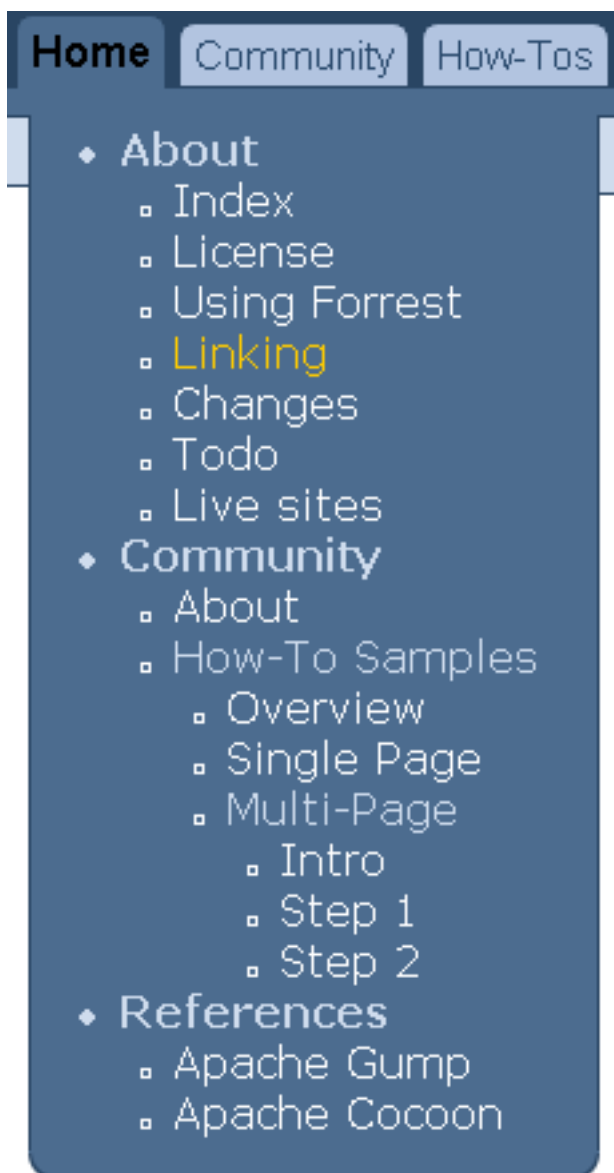 Home Community How-Tos
About
Index
License
Using Forrest
Linking
Changes
Todo
Live sites
Community
About
How-To Samples
Overview
Single Page
Multi-Page
Intro
Step 1
Step 2
References
Apache Gump
Apache Cocoon